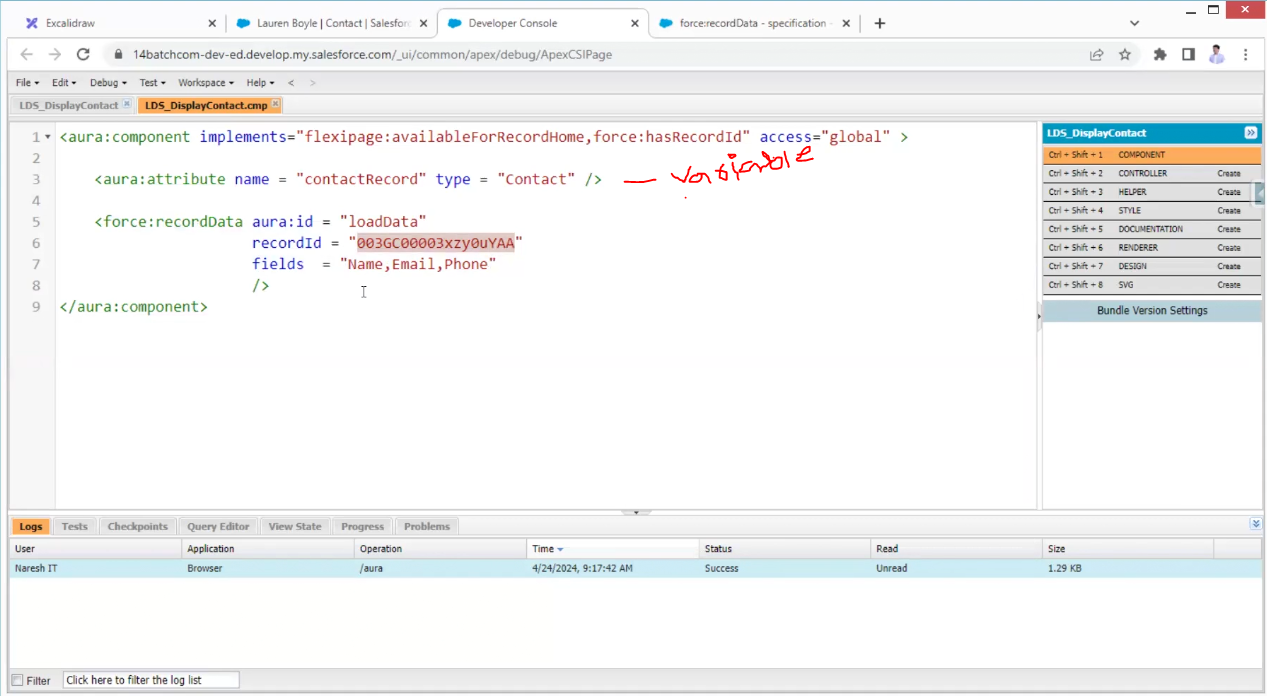 Excalidraw
Lauren Boyle | Contact | Salesfor
Developer Console
force:recordData - specification -
14batchcom-dev-ed.develop.my.salesforce.com/_ui/common/apex/debug/ApexCSIPage
File Edit Debug Test Workspace Help < >
LDS_DisplayContact LDS_DisplayContact.cmp
1 <aura:component implements="flexipage:availableForRecordHome,force:hasRecordId" access="global" >
2
3 <aura:attribute name = "contactRecord" type = "Contact" /> — variable
4
5 <force:recordData aura:id = "loadData"
6 recordId = "003GC00003xzy0uYAA"
7 fields = "Name,Email,Phone"
8 />
9 </aura:component>
LDS_DisplayContact
Ctrl + Shift + 1 COMPONENT
Ctrl + Shift + 2 CONTROLLER Create
Ctrl + Shift + 3 HELPER Create
Ctrl + Shift + 4 STYLE Create
Ctrl + Shift + 5 DOCUMENTATION Create
Ctrl + Shift + 6 RENDERER Create
Ctrl + Shift + 7 DESIGN Create
Ctrl + Shift + 8 SVG Create
Bundle Version Settings
Logs Tests Checkpoints Query Editor View State Progress Problems
User Application Operation Time Status Read Size
Naresh IT Browser /aura 4/24/2024, 9:17:42 AM Success Unread 1.29 KB
Filter Click here to filter the log list